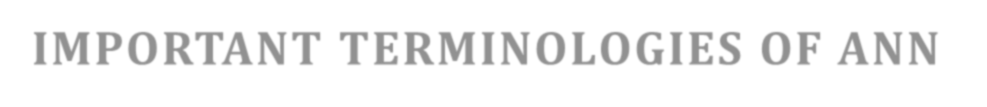 IMPORTANT TERMINOLOGIES OF ANN